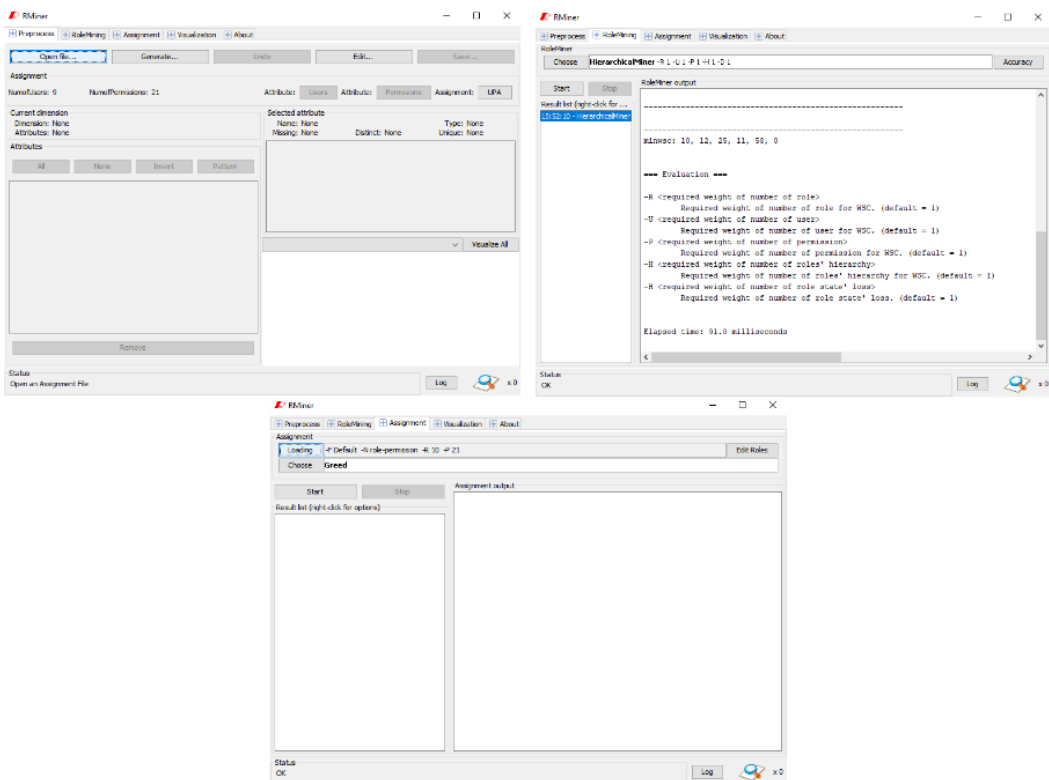 RMiner
Preprocess RoleMining Assignment Visualization About
Open file... Generate... Undo Edit... Save...
Assignment
NumofUsers: 9 NumofPermssions: 21 Attribute: Users Attribute: Permssions Assignment: UPA
Current dimension
Dimension: None
Attributes: None
Selected attribute
Name: None Type: None
Missing: None Distinct: None Unique: None
Attributes
All None Invert Pattern
Visualize All
Remove
Status
Open an Assignment File
Log x 0
RMiner
Preprocess RoleMining Assignment Visualization About
RoleMiner
Choose HierarchicalMiner -R 1 -U 1 -P 1 -H 1 -D 1 Accuracy
Start Stop
Result list (right-click for ...
15:52:10 - HierarchicalMiner
RoleMiner output
------------------------------------------------------------
------------------------------------------------------------
minwsc: 10, 12, 25, 11, 58, 0
=== Evaluation ===
-R <required weight of number of role>
Required weight of number of role for WSC. (default = 1)
-U <required weight of number of user>
Required weight of number of user for WSC. (default = 1)
-P <required weight of number of permission>
Required weight of number of permission for WSC. (default = 1)
-H <required weight of number of roles' hierarchy>
Required weight of number of roles' hierarchy for WSC. (default = 1)
-H <required weight of number of role state' loss>
Required weight of number of role state' loss. (default = 1)
Elapsed time: 91.0 milliseconds
Status
OK
Log x 0
RMiner
Preprocess RoleMining Assignment Visualization About
Assignment
Loading -F Default -N role-permission -R 10 -P 21 Edit Roles
Choose Greed
Start Stop
Result list (right-click for options)
Assignment output
Status
OK
Log x 0